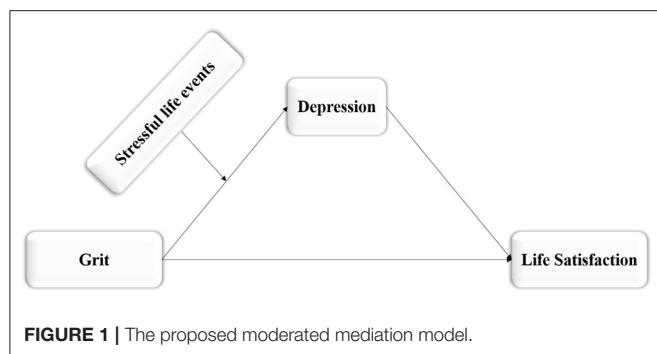 Stressful life events
Depression
Grit
Life Satisfaction
FIGURE 1 | The proposed moderated mediation model.